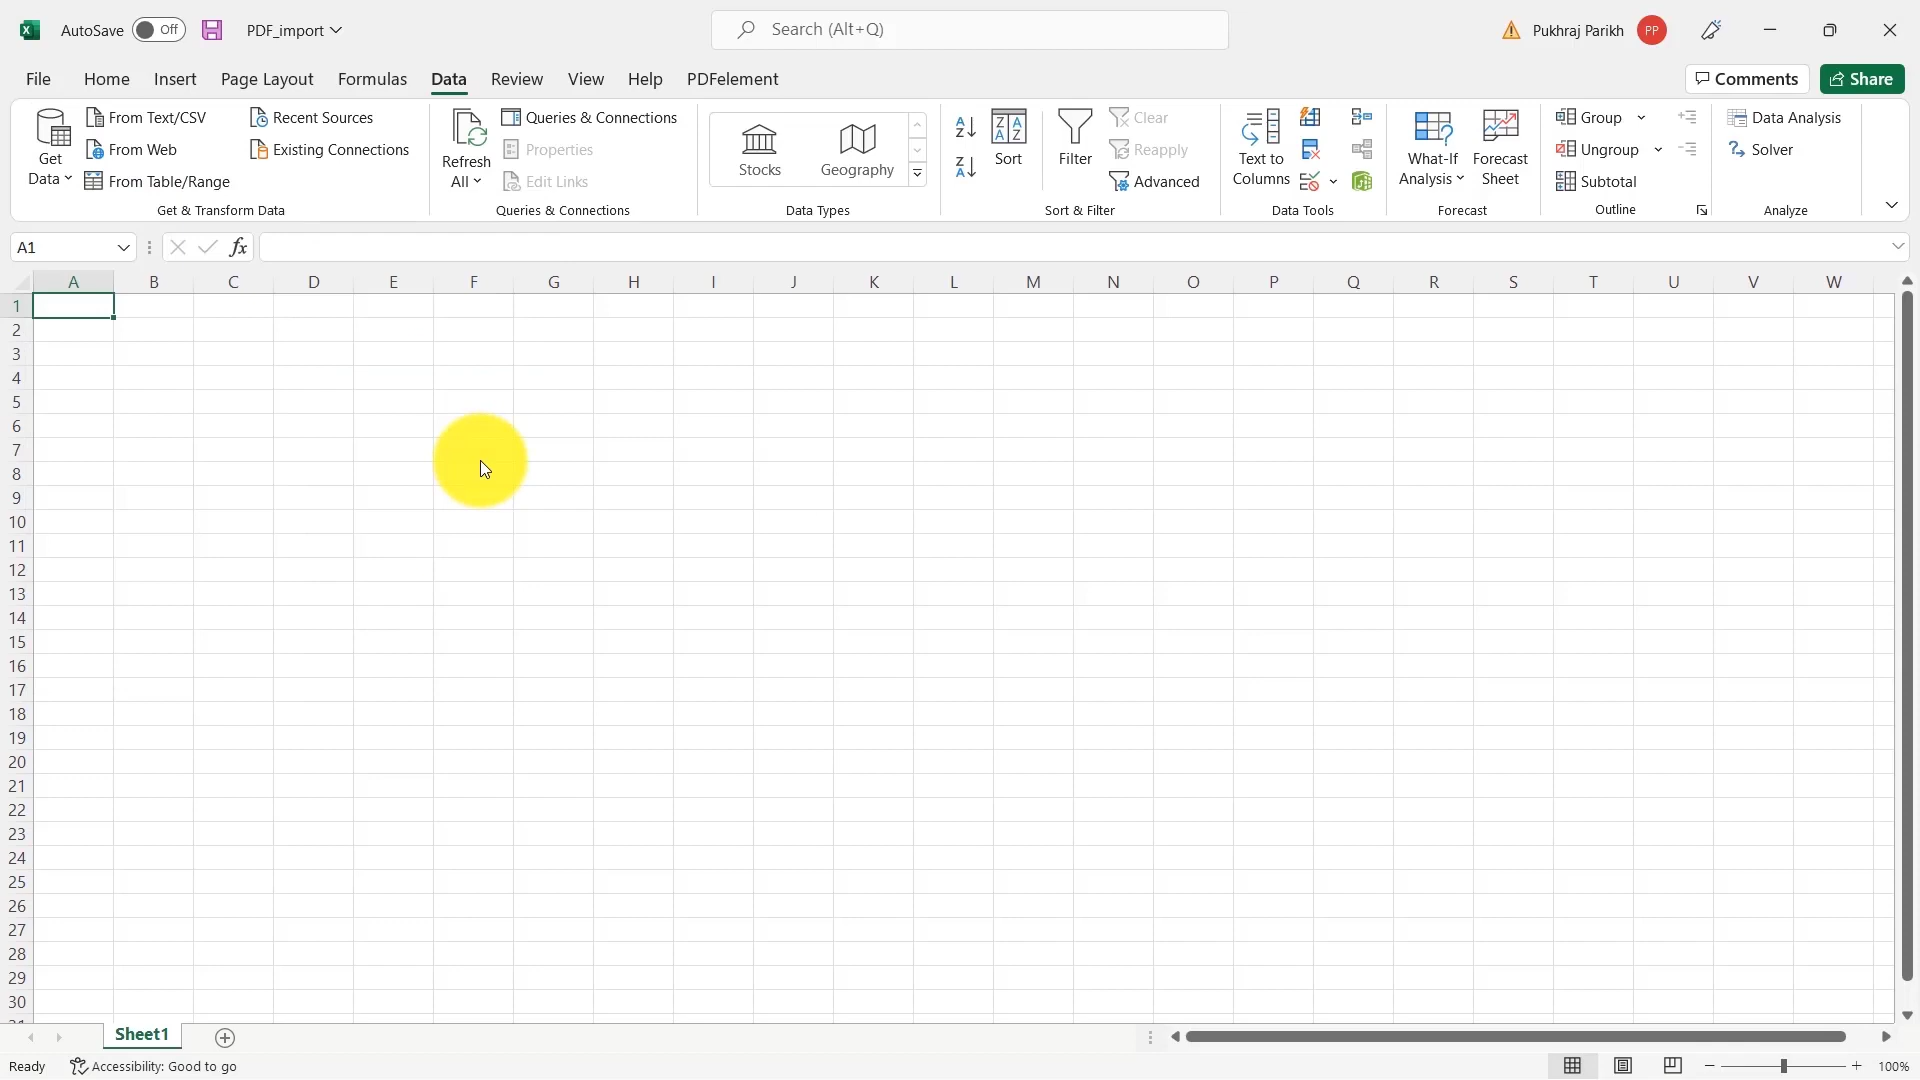 AutoSave Off PDF_import Search (Alt+Q) Pukhraj Parikh PP
File Home Insert Page Layout Formulas Data Review View Help PDFelement Comments Share
Get Data
From Text/CSV
From Web
From Table/Range
Recent Sources
Existing Connections
Get & Transform Data
Refresh All
Queries & Connections
Properties
Edit Links
Queries & Connections
Stocks
Geography
Data Types
Sort
Filter
Clear
Reapply
Advanced
Sort & Filter
Text to Columns
Data Tools
What-If Analysis
Forecast Sheet
Forecast
Group
Ungroup
Subtotal
Outline
Data Analysis
Solver
Analyze
A1 fx
A B C D E F G H I J K L M N O P Q R S T U V W
1
2
3
4
5
6
7
8
9
10
11
12
13
14
15
16
17
18
19
20
21
22
23
24
25
26
27
28
29
30
Sheet1
Ready Accessibility: Good to go 100%